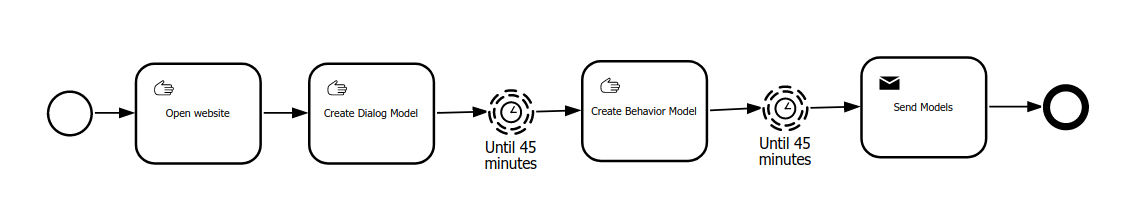 Open website
Create Dialog Model
Until 45
minutes
Create Behavior Model
Until 45
minutes
Send Models